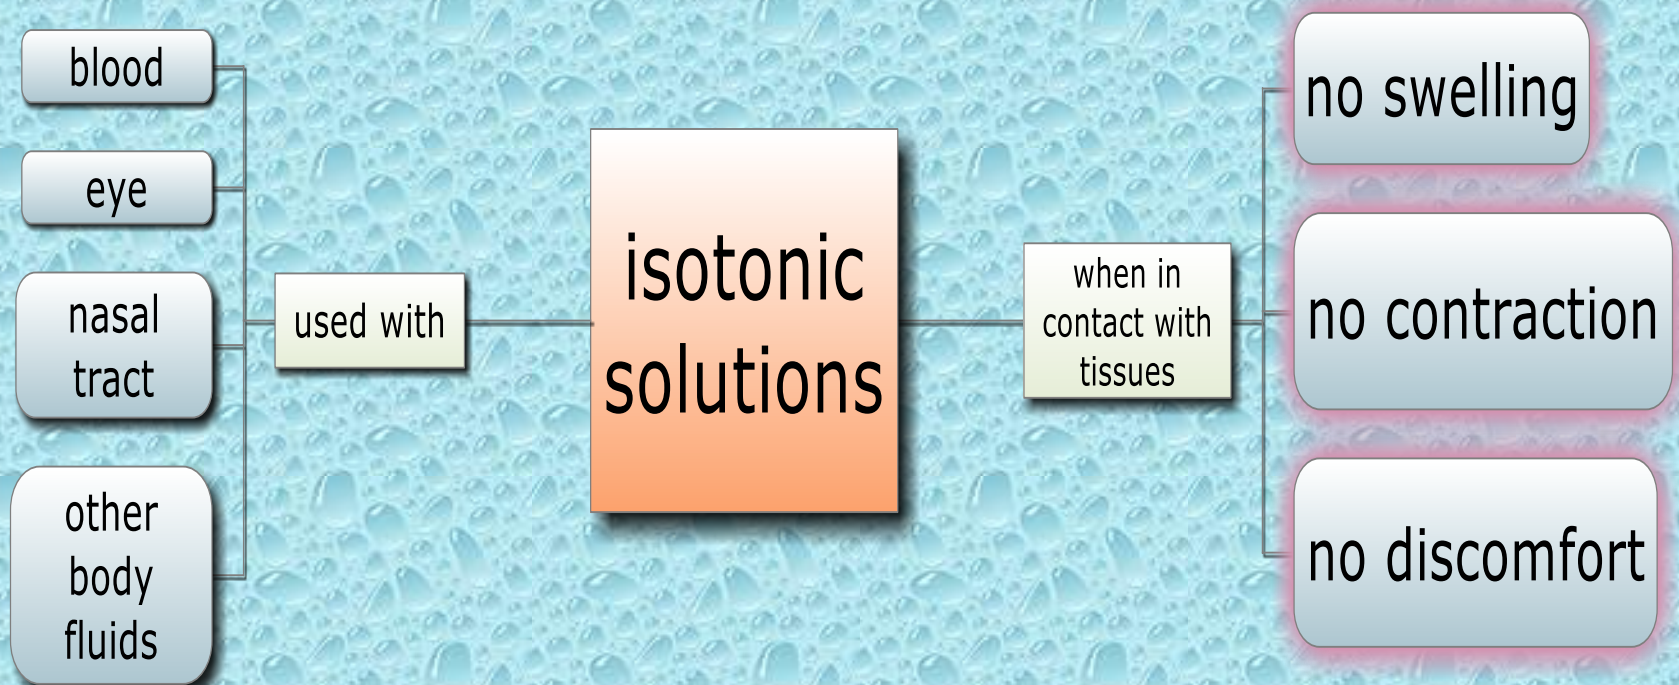 blood
eye
nasal
tract
other
body
fluids
used with
isotonic
solutions
when in
contact with
tissues
no swelling
no contraction
no discomfort